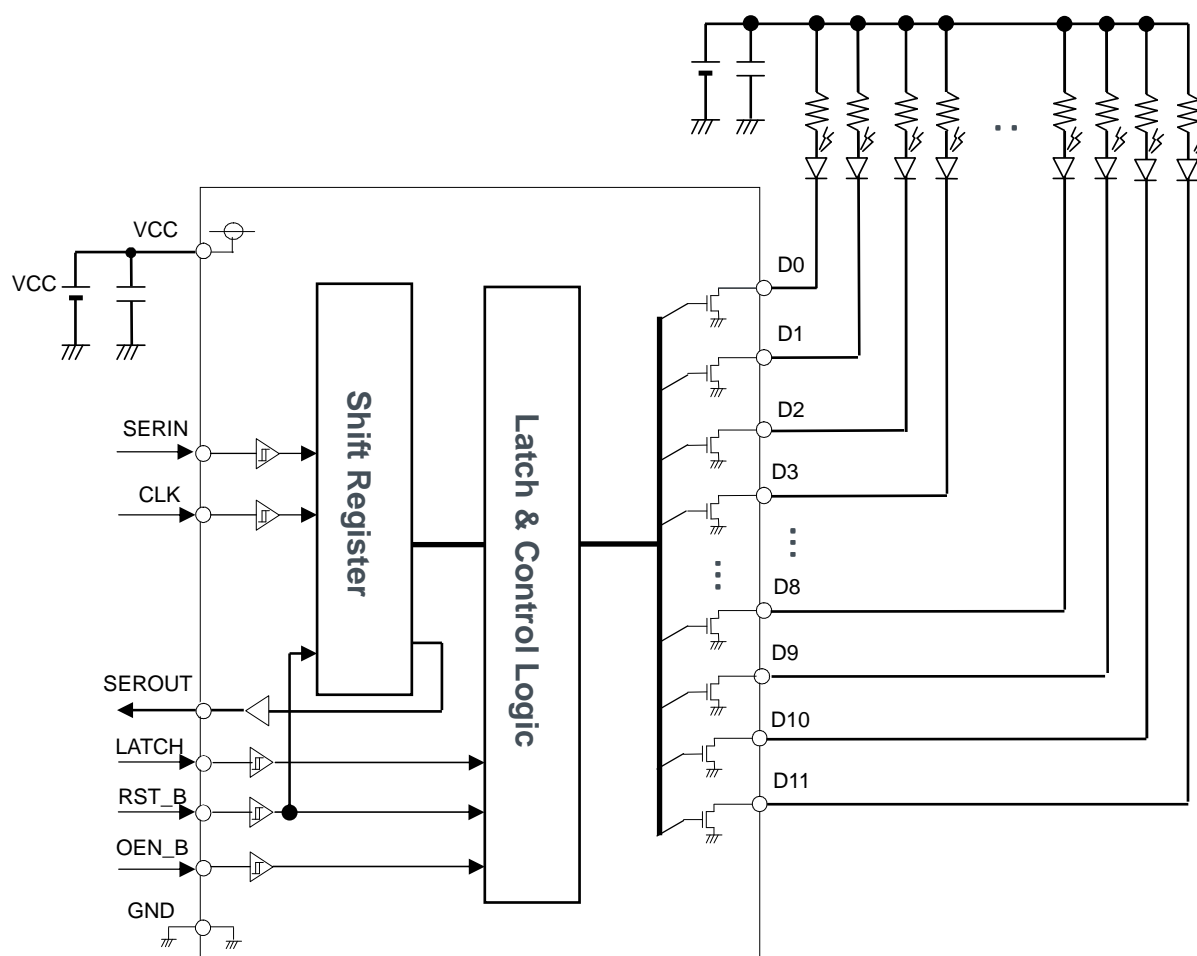 VCC
VCC
SERIN
CLK
SEROUT
LATCH
RST_B
OEN_B
GND
Shift Register
Latch & Control Logic
D0
D1
D2
D3
D8
D9
D10
D11